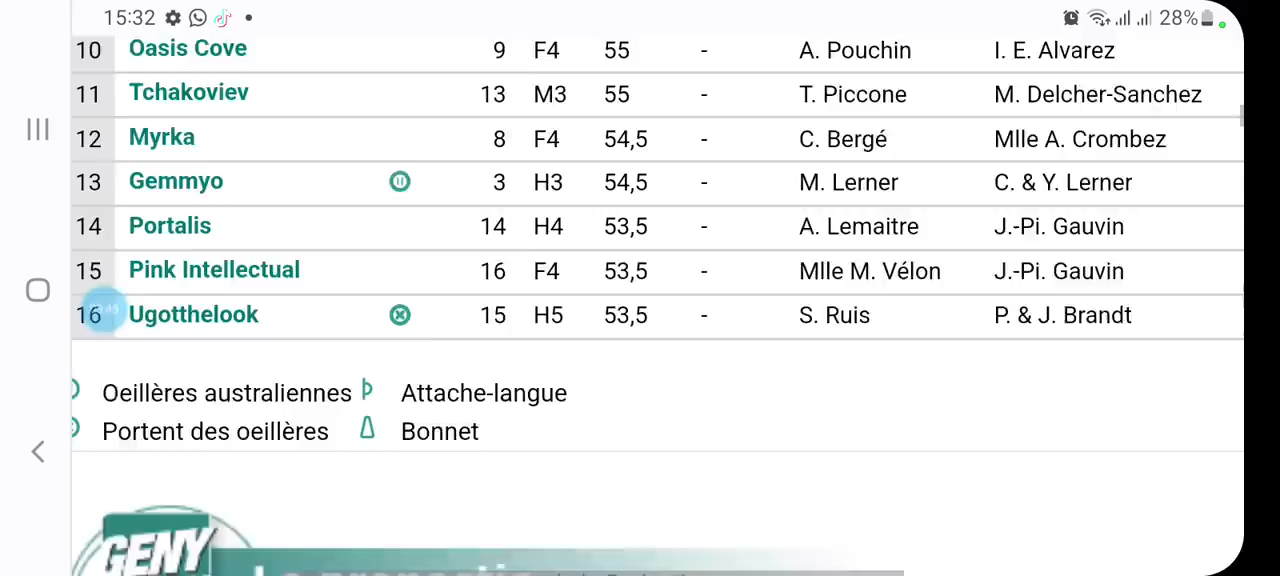 15:32 28%
10 Oasis Cove 9 F4 55 - A. Pouchin I. E. Alvarez
11 Tchakoviev 13 M3 55 - T. Piccone M. Delcher-Sanchez
12 Myrka 8 F4 54,5 - C. Bergé Mlle A. Crombez
13 Gemmyo 3 H3 54,5 - M. Lerner C. & Y. Lerner
14 Portalis 14 H4 53,5 - A. Lemaitre J.-Pi. Gauvin
15 Pink Intellectual 16 F4 53,5 - Mlle M. Vélon J.-Pi. Gauvin
16 Ugotthelook 15 H5 53,5 - S. Ruis P. & J. Brandt
Oeillères australiennes Attache-langue
Portent des oeillères Bonnet
GENY